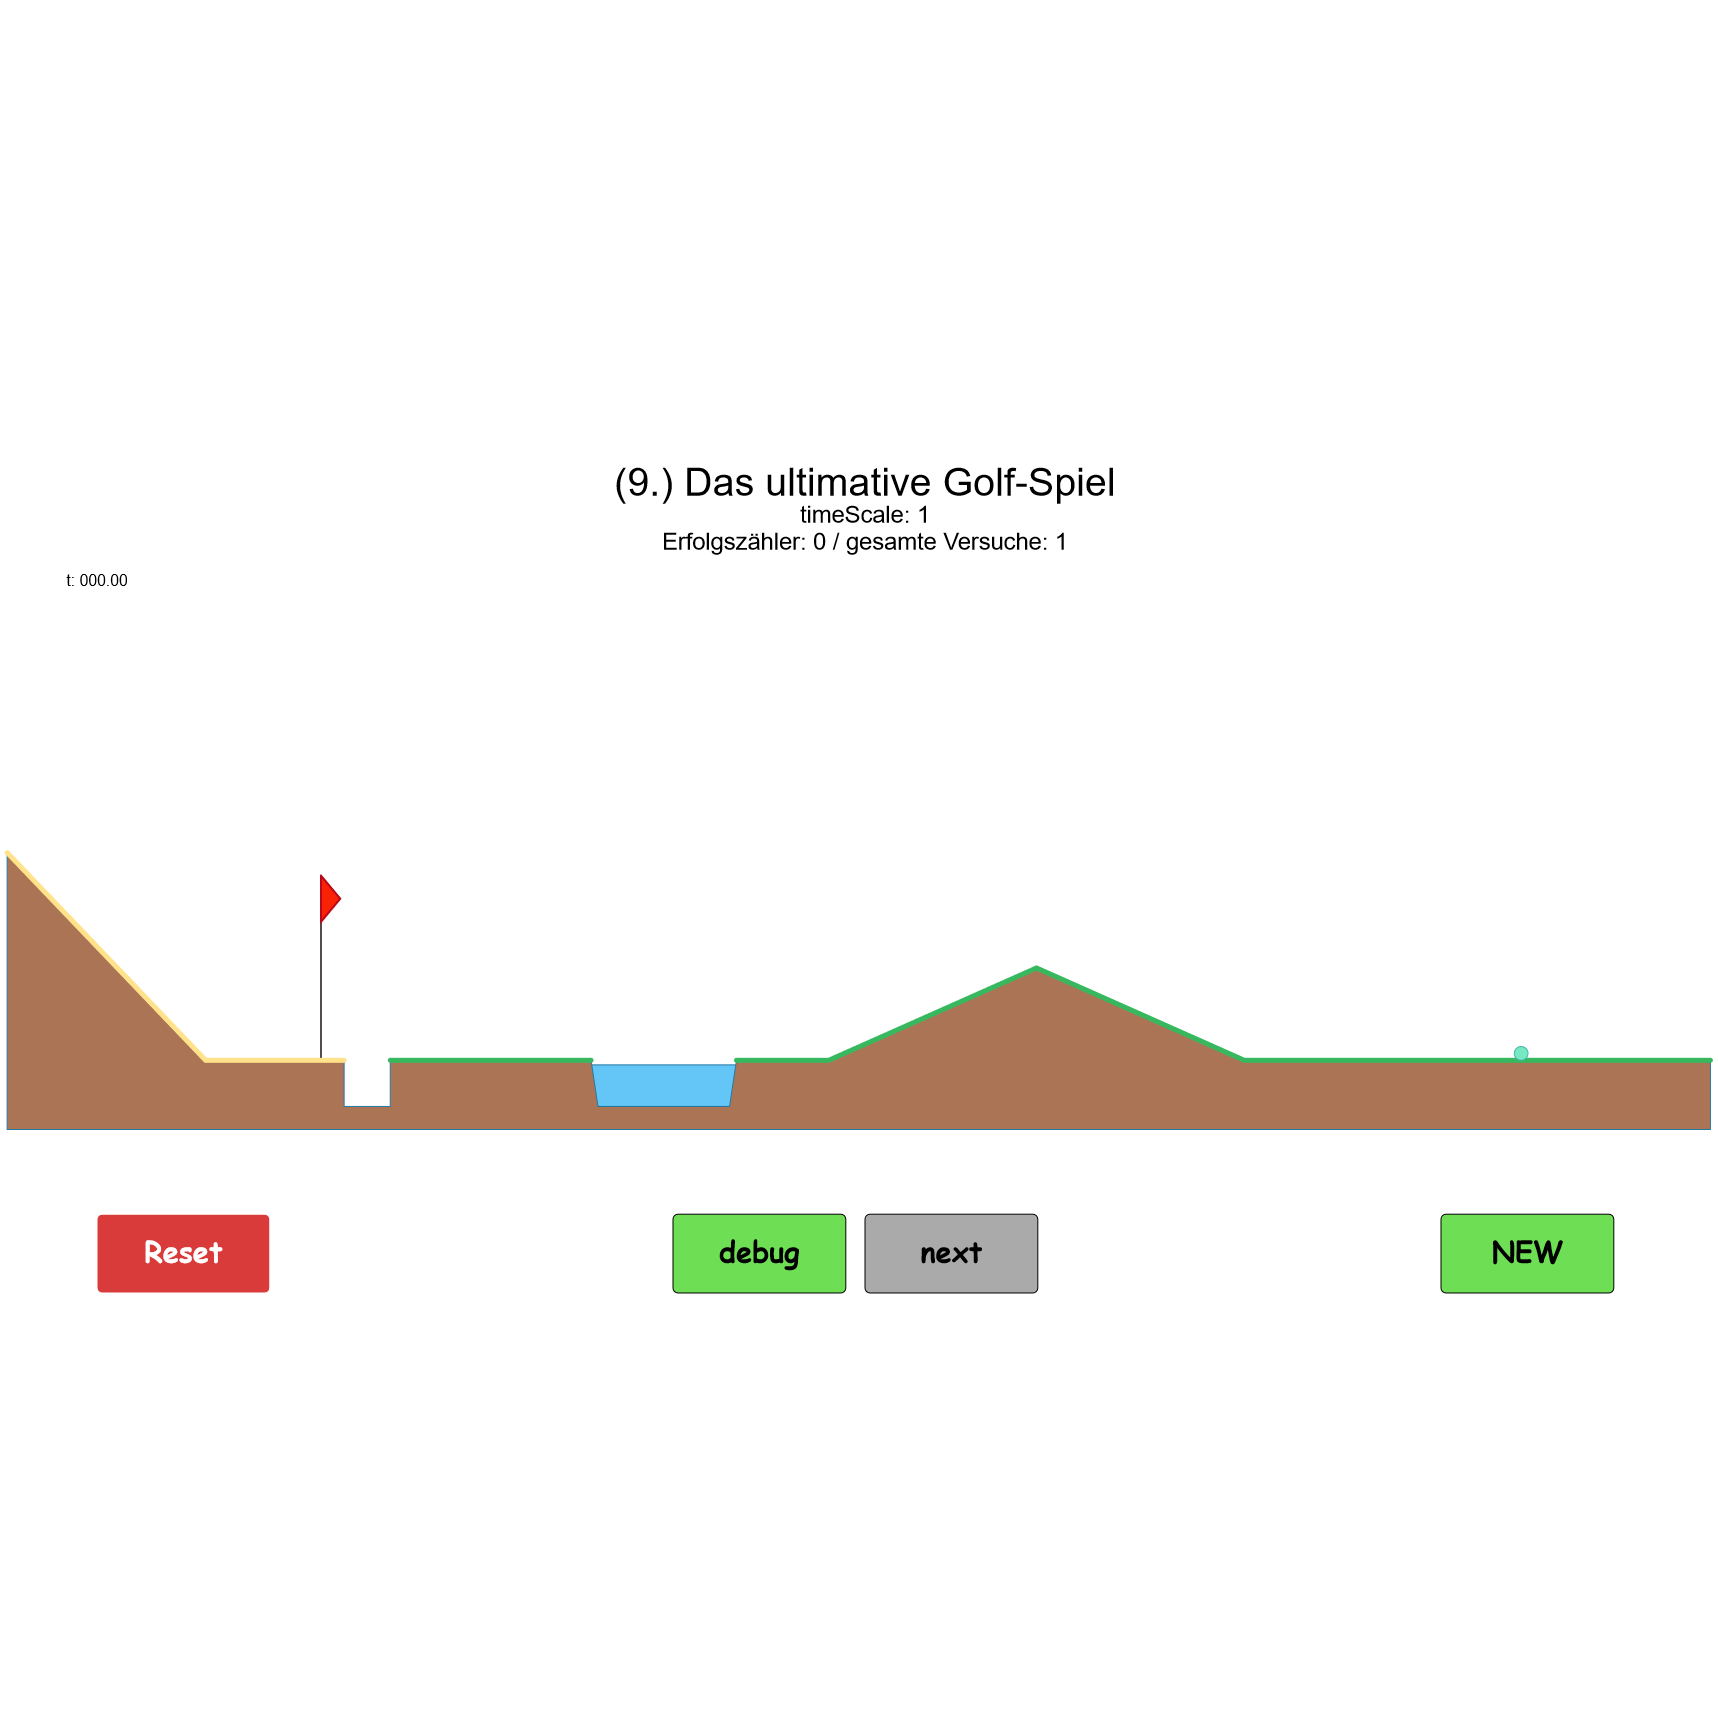 (9.) Das ultimative Golf-Spiel
timeScale: 1
Erfolgszähler: 0 / gesamte Versuche: 1
t: 000.00
Reset
debug
next
NEW